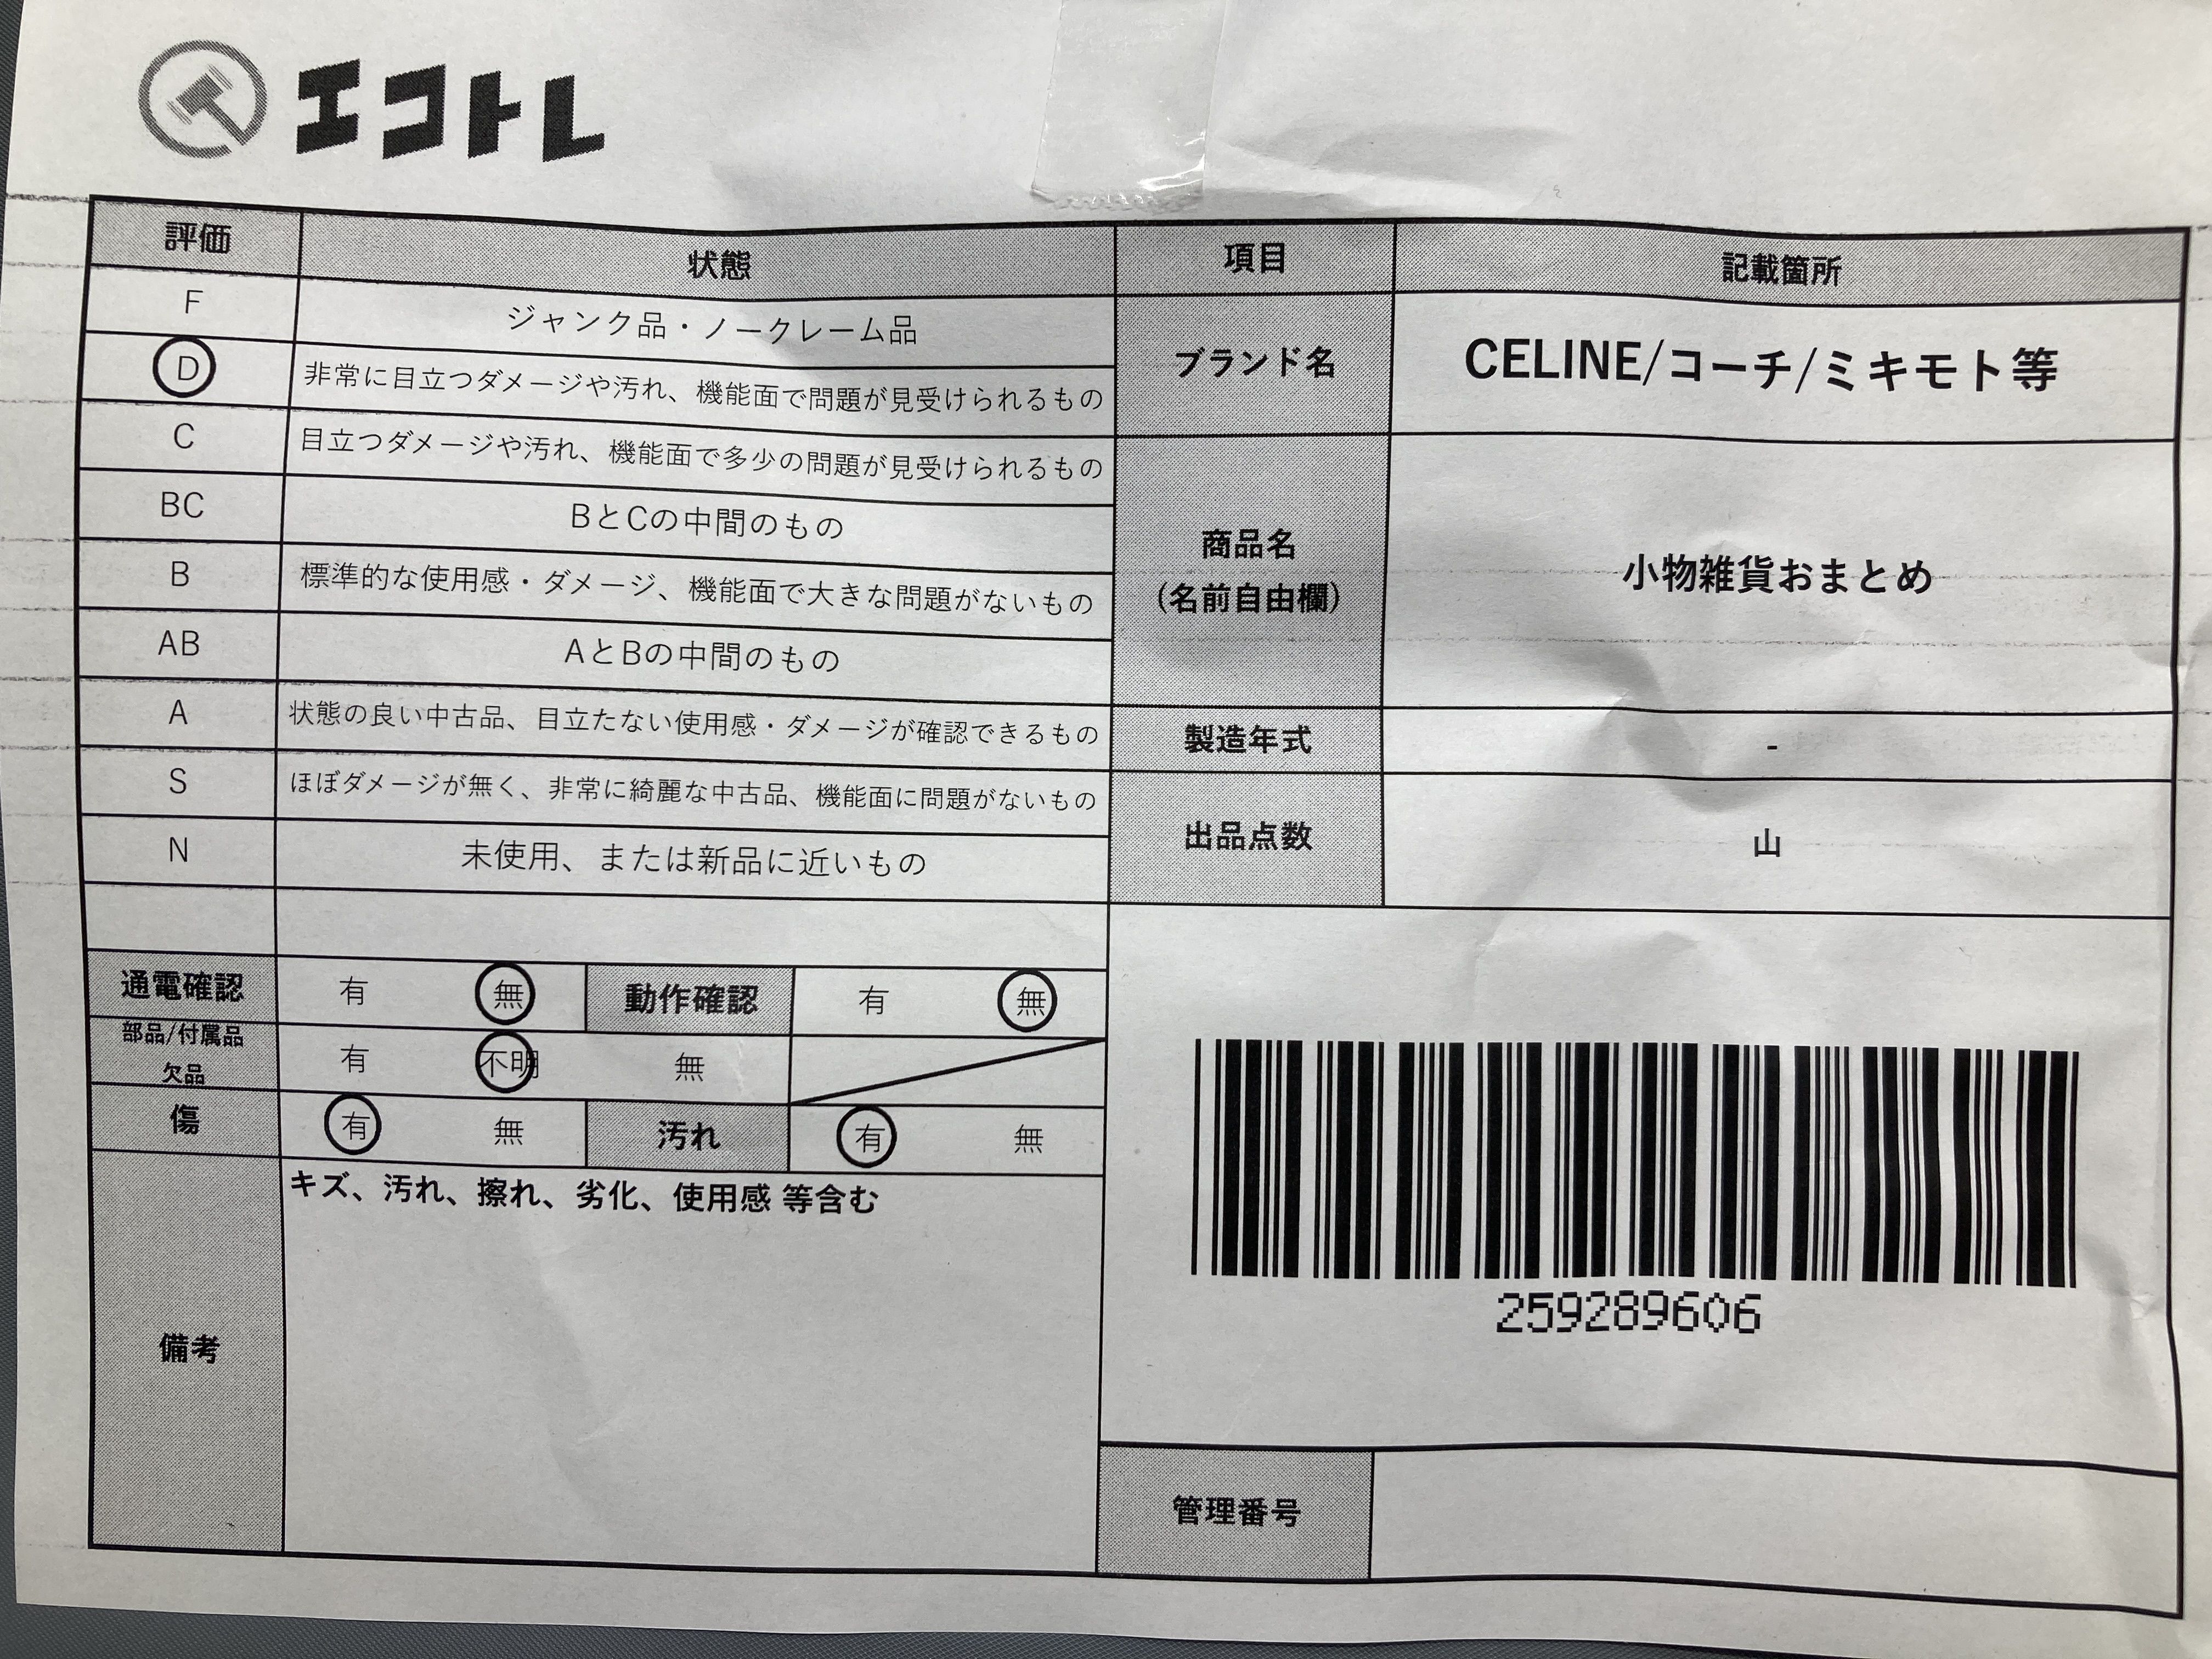 エコトレ
評価 状態 項目 記載箇所
F ジャンク品・ノークレーム品
D 非常に目立つダメージや汚れ、機能面で問題が見受けられるもの
C 目立つダメージや汚れ、機能面で多少の問題が見受けられるもの
BC BとCの中間のもの
B 標準的な使用感・ダメージ、機能面で大きな問題がないもの
AB AとBの中間のもの
A 状態の良い中古品、目立たない使用感・ダメージが確認できるもの
S ほぼダメージが無く、非常に綺麗な中古品、機能面に問題がないもの
N 未使用、または新品に近いもの
ブランド名 CELINE/コーチ/ミキモト等
商品名
(名前自由欄)
小物雑貨おまとめ
製造年式 -
出品点数 山
通電確認 有 無 動作確認 有 無
部品/付属品
欠品
有 不明 無
傷 有 無 汚れ 有 無
備考
キズ、汚れ、擦れ、劣化、使用感 等含む
259289606
管理番号